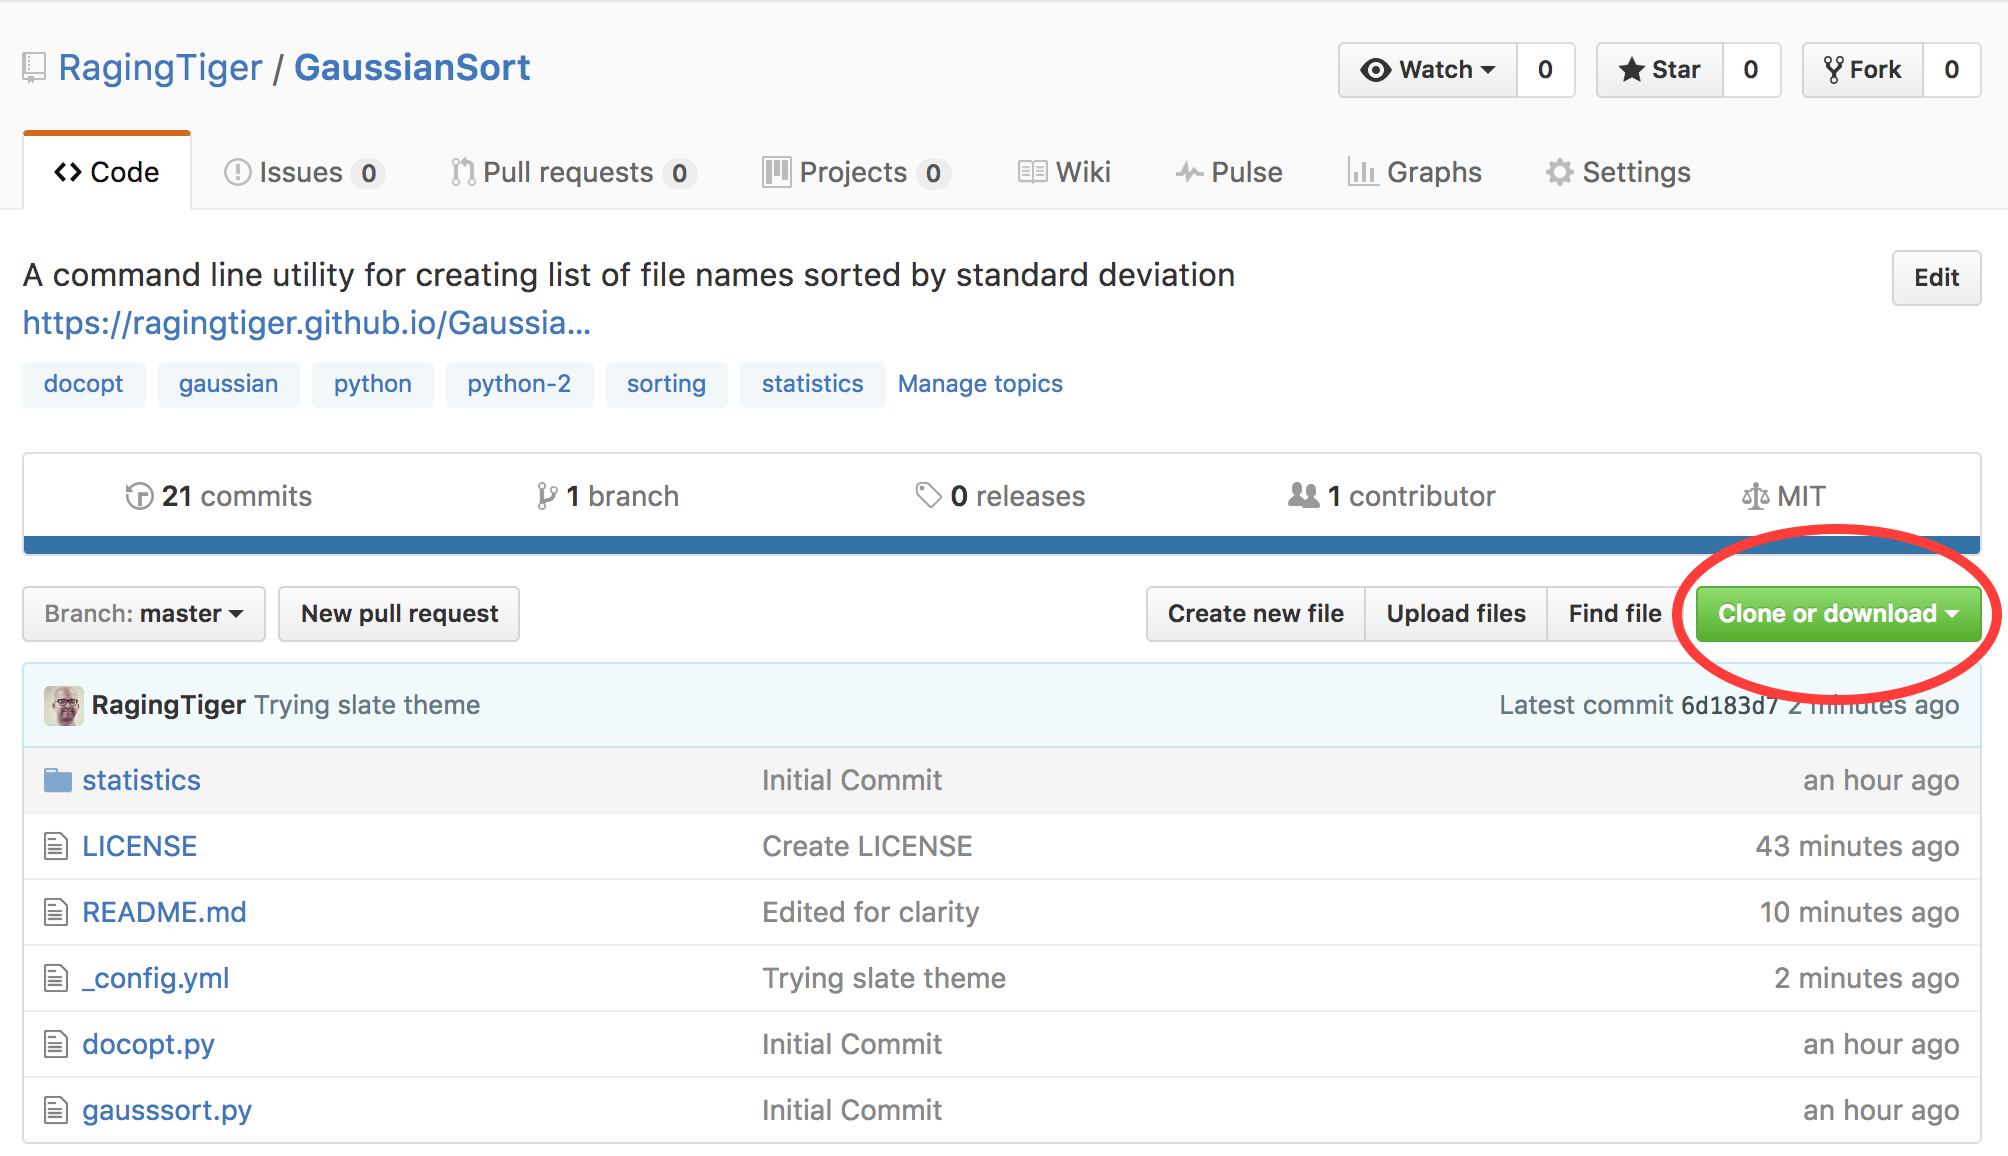 RagingTiger / GaussianSort
Watch 0 Star 0 Fork 0
Code Issues 0 Pull requests 0 Projects 0 Wiki Pulse Graphs Settings
A command line utility for creating list of file names sorted by standard deviation
Edit
https://ragingtiger.github.io/Gaussia...
docopt gaussian python python-2 sorting statistics Manage topics
21 commits 1 branch 0 releases 1 contributor MIT
Branch: master New pull request Create new file Upload files Find file Clone or download
RagingTiger Trying slate theme Latest commit 6d183d7 2 minutes ago
statistics Initial Commit an hour ago
LICENSE Create LICENSE 43 minutes ago
README.md Edited for clarity 10 minutes ago
_config.yml Trying slate theme 2 minutes ago
docopt.py Initial Commit an hour ago
gausssort.py Initial Commit an hour ago